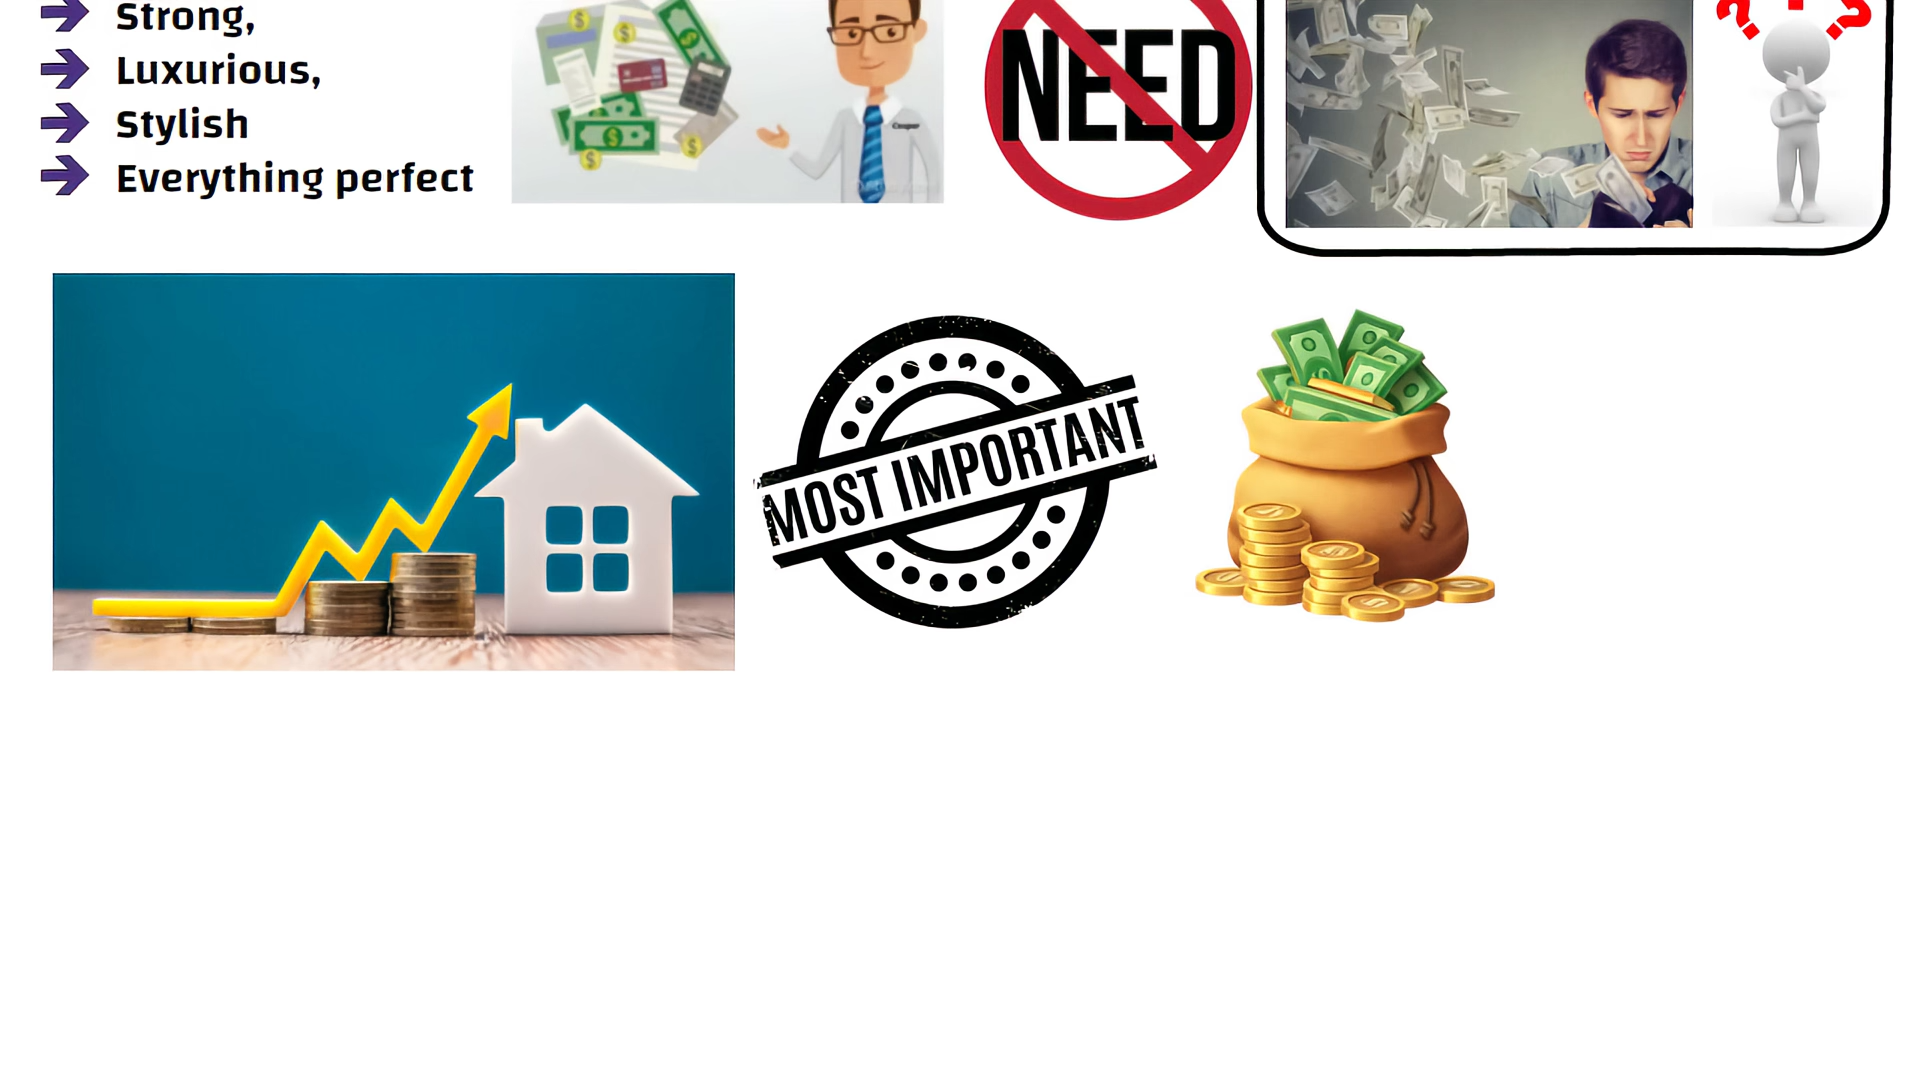 Strong,
Luxurious,
Stylish
Everything perfect
NEED
MOST IMPORTANT